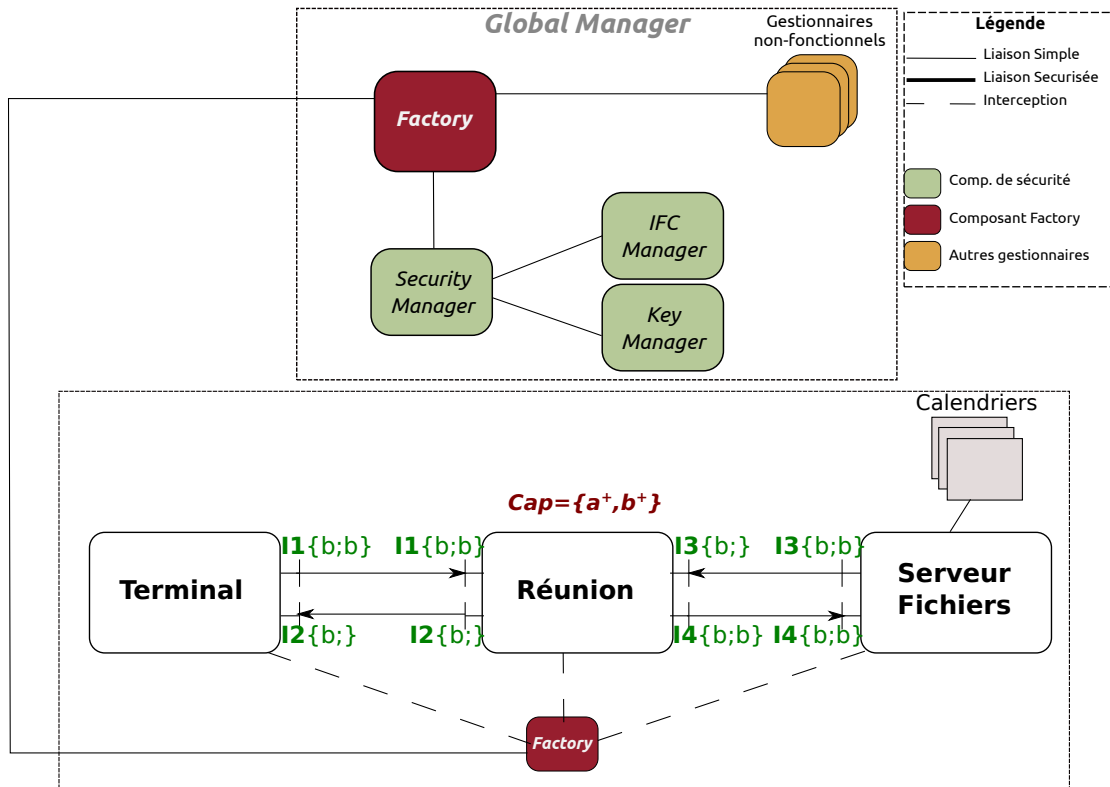 Global Manager
Gestionnaires
non-fonctionnels
Légende
Liaison Simple
Liaison Securisée
Interception
Factory
Comp. de sécurité
Composant Factory
Autres gestionnaires
IFC
Manager
Security
Manager
Key
Manager
Calendriers
Cap={a⁺,b⁺}
I1{b;b} I1{b;b} I3{b;} I3{b;b}
Terminal
Réunion
Serveur
Fichiers
I2{b;} I2{b;} I4{b;b} I4{b;b}
Factory